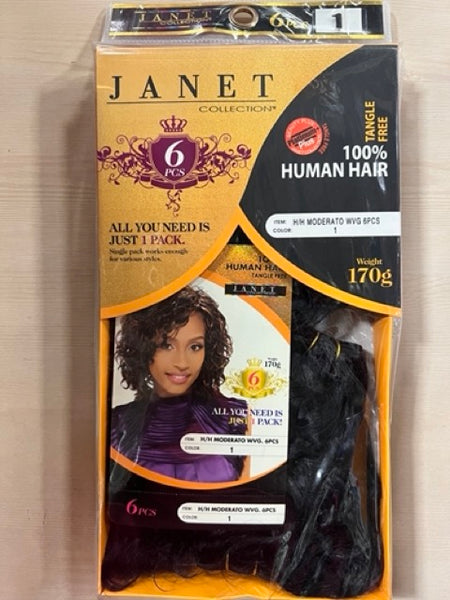 JANET
COLLECTION
6PCS
1
JANET
COLLECTION®
6
PCS
TANGLE
FREE
100%
HUMAN HAIR
Plus
ITEM: H/H MODERATO WVG 6PCS
COLOR: 1
ALL YOU NEED IS
JUST 1 PACK.
Single pack works enough
for various styles.
Weight
170g
HUMAN HAIR
TANGLE FREE
JANET
170g
6
PCS
ALL YOU NEED IS
JUST 1 PACK!
ITEM: H/H MODERATO WVG. 6PCS
COLOR: 1
6PCS
ITEM: H/H MODERATO WVG. 6PCS
COLOR: 1